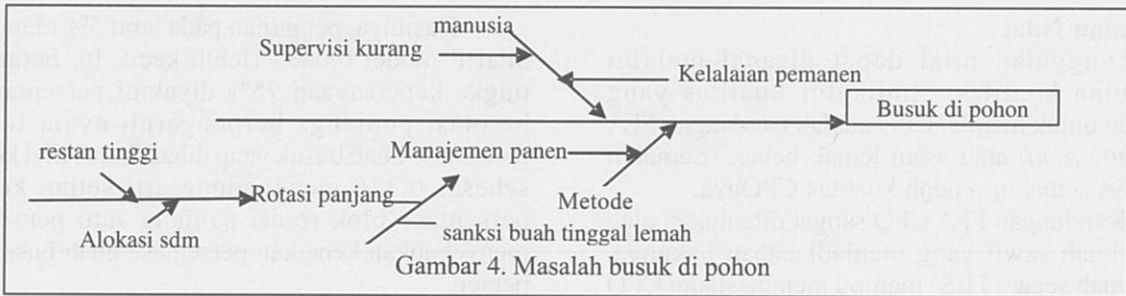 manusia
Supervisi kurang
Kelalaian pemanen
Busuk di pohon
restan tinggi
Manajemen panen
Rotasi panjang
Metode
Alokasi sdm
sanksi buah tinggal lemah
Gambar 4. Masalah busuk di pohon